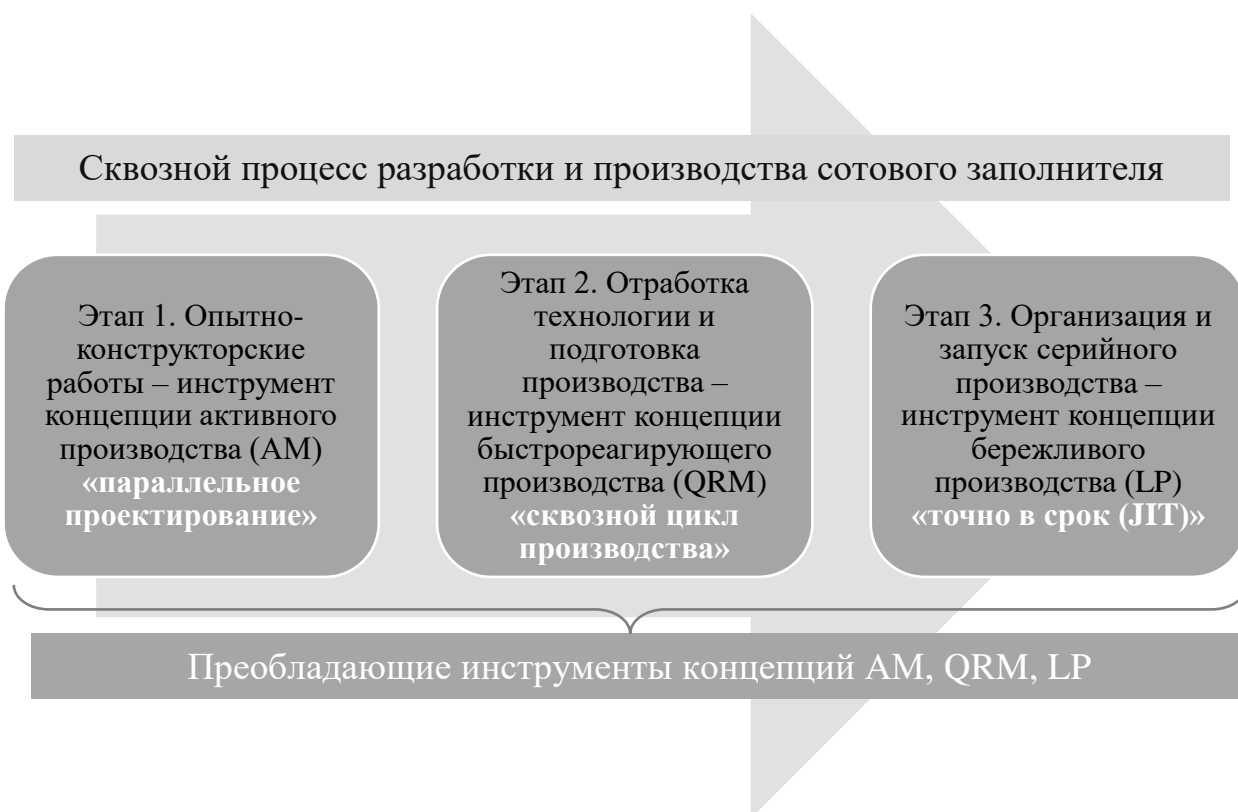 Сквозной процесс разработки и производства сотового заполнителя
Этап 1. Опытно-
конструкторские
работы – инструмент
концепции активного
производства (АМ)
«параллельное
проектирование»
Этап 2. Отработка
технологии и
подготовка
производства –
инструмент концепции
быстрореагирующего
производства (QRM)
«сквозной цикл
производства»
Этап 3. Организация и
запуск серийного
производства –
инструмент концепции
бережливого
производства (LP)
«точно в срок (JIT)»
Преобладающие инструменты концепций АМ, QRM, LP